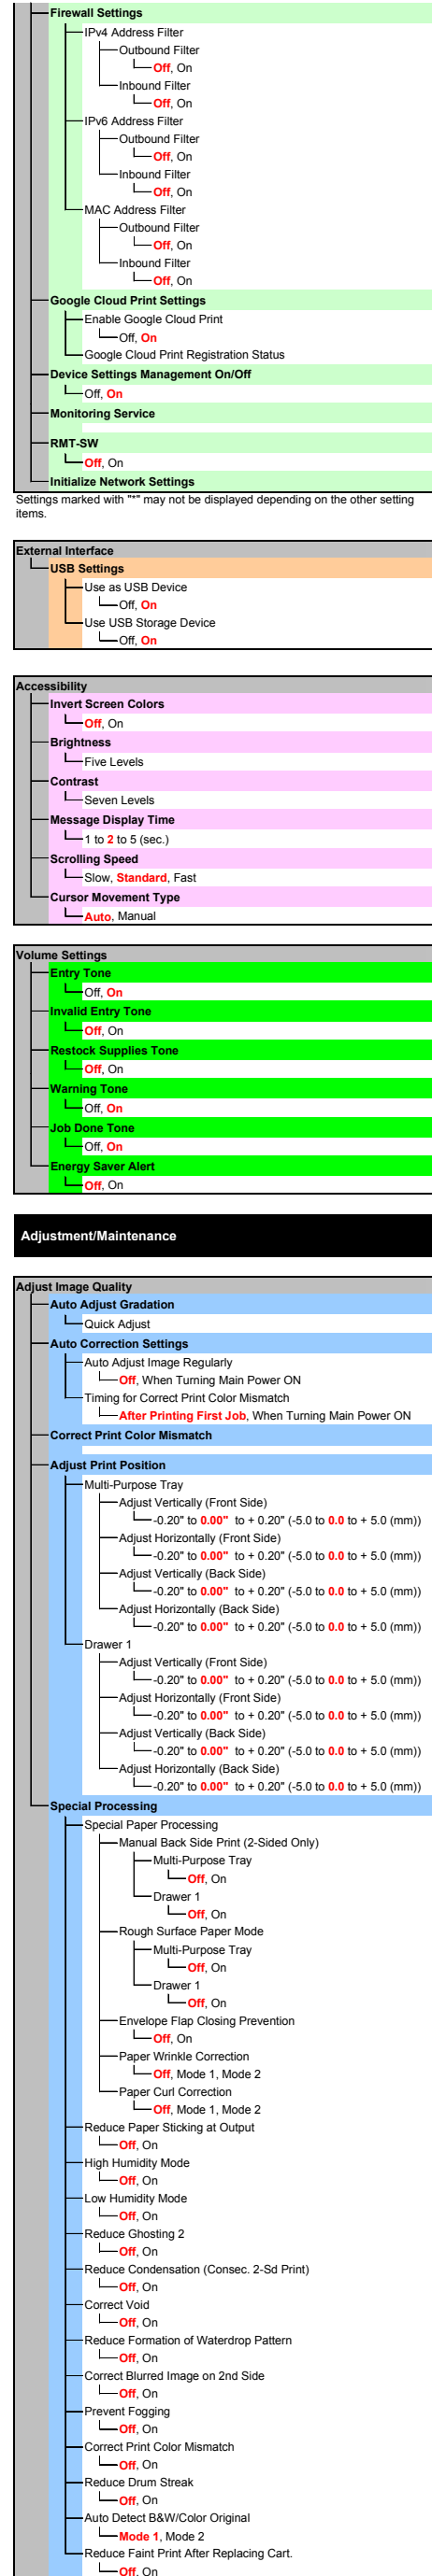 Firewall Settings
IPv4 Address Filter
Outbound Filter
Off, On
Inbound Filter
Off, On
IPv6 Address Filter
Outbound Filter
Off, On
Inbound Filter
Off, On
MAC Address Filter
Outbound Filter
Off, On
Inbound Filter
Off, On
Google Cloud Print Settings
Enable Google Cloud Print
Off, On
Google Cloud Print Registration Status
Device Settings Management On/Off
Off, On
Monitoring Service
RMT-SW
Off, On
Initialize Network Settings
Settings marked with "*" may not be displayed depending on the other setting
items.
External Interface
USB Settings
Use as USB Device
Off, On
Use USB Storage Device
Off, On
Accessibility
Invert Screen Colors
Off, On
Brightness
Five Levels
Contrast
Seven Levels
Message Display Time
1 to 2 to 5 (sec.)
Scrolling Speed
Slow, Standard, Fast
Cursor Movement Type
Auto, Manual
Volume Settings
Entry Tone
Off, On
Invalid Entry Tone
Off, On
Restock Supplies Tone
Off, On
Warning Tone
Off, On
Job Done Tone
Off, On
Energy Saver Alert
Off, On
Adjustment/Maintenance
Adjust Image Quality
Auto Adjust Gradation
Quick Adjust
Auto Correction Settings
Auto Adjust Image Regularly
Off, When Turning Main Power ON
Timing for Correct Print Color Mismatch
After Printing First Job, When Turning Main Power ON
Correct Print Color Mismatch
Adjust Print Position
Multi-Purpose Tray
Adjust Vertically (Front Side)
-0.20" to 0.00" to + 0.20" (-5.0 to 0.0 to + 5.0 (mm))
Adjust Horizontally (Front Side)
-0.20" to 0.00" to + 0.20" (-5.0 to 0.0 to + 5.0 (mm))
Adjust Vertically (Back Side)
-0.20" to 0.00" to + 0.20" (-5.0 to 0.0 to + 5.0 (mm))
Adjust Horizontally (Back Side)
-0.20" to 0.00" to + 0.20" (-5.0 to 0.0 to + 5.0 (mm))
Drawer 1
Adjust Vertically (Front Side)
-0.20" to 0.00" to + 0.20" (-5.0 to 0.0 to + 5.0 (mm))
Adjust Horizontally (Front Side)
-0.20" to 0.00" to + 0.20" (-5.0 to 0.0 to + 5.0 (mm))
Adjust Vertically (Back Side)
-0.20" to 0.00" to + 0.20" (-5.0 to 0.0 to + 5.0 (mm))
Adjust Horizontally (Back Side)
-0.20" to 0.00" to + 0.20" (-5.0 to 0.0 to + 5.0 (mm))
Special Processing
Special Paper Processing
Manual Back Side Print (2-Sided Only)
Multi-Purpose Tray
Off, On
Drawer 1
Off, On
Rough Surface Paper Mode
Multi-Purpose Tray
Off, On
Drawer 1
Off, On
Envelope Flap Closing Prevention
Off, On
Paper Wrinkle Correction
Off, Mode 1, Mode 2
Paper Curl Correction
Off, Mode 1, Mode 2
Reduce Paper Sticking at Output
Off, On
High Humidity Mode
Off, On
Low Humidity Mode
Off, On
Reduce Ghosting 2
Off, On
Reduce Condensation (Consec. 2-Sd Print)
Off, On
Correct Void
Off, On
Reduce Formation of Waterdrop Pattern
Off, On
Correct Blurred Image on 2nd Side
Off, On
Prevent Fogging
Off, On
Correct Print Color Mismatch
Off, On
Reduce Drum Streak
Off, On
Auto Detect B&W/Color Original
Mode 1, Mode 2
Reduce Faint Print After Replacing Cart.
Off, On